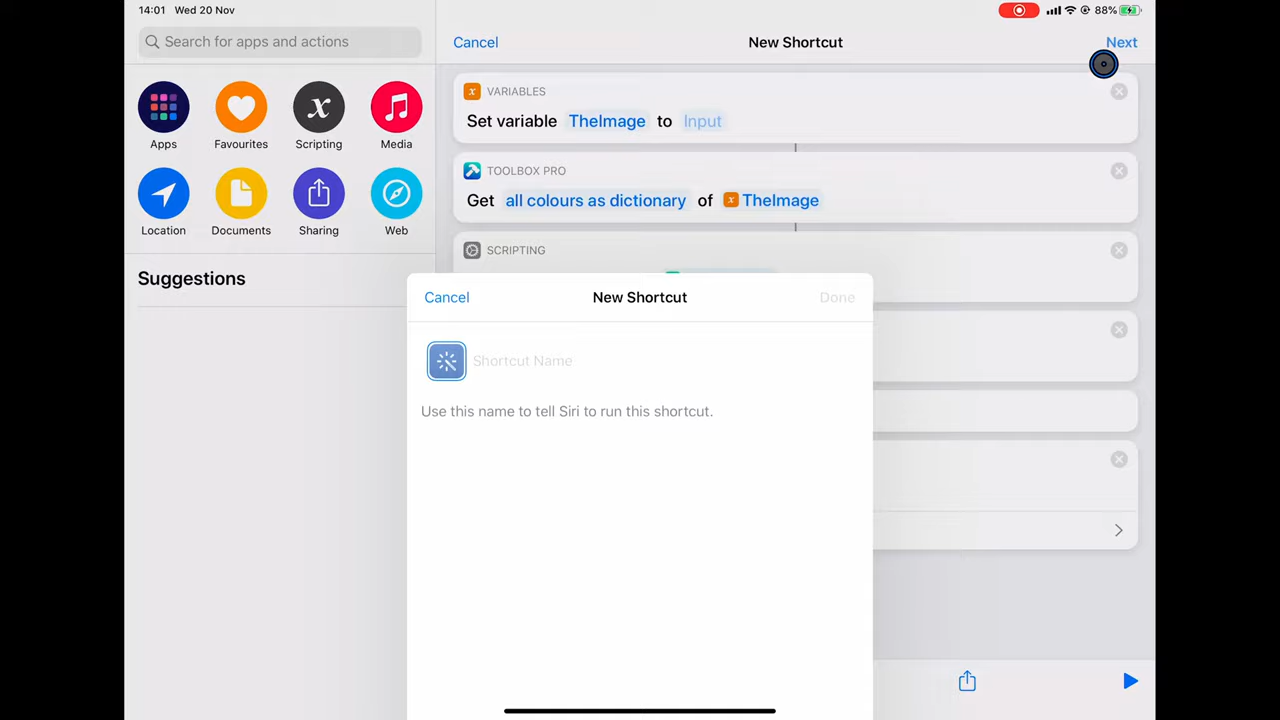 14:01 Wed 20 Nov
88%
Search for apps and actions
Apps
Favourites
Scripting
Media
Location
Documents
Sharing
Web
Suggestions
Cancel
New Shortcut
Next
VARIABLES
Set variable TheImage to Input
TOOLBOX PRO
Get all colours as dictionary of TheImage
SCRIPTING
Cancel
New Shortcut
Done
Shortcut Name
Use this name to tell Siri to run this shortcut.